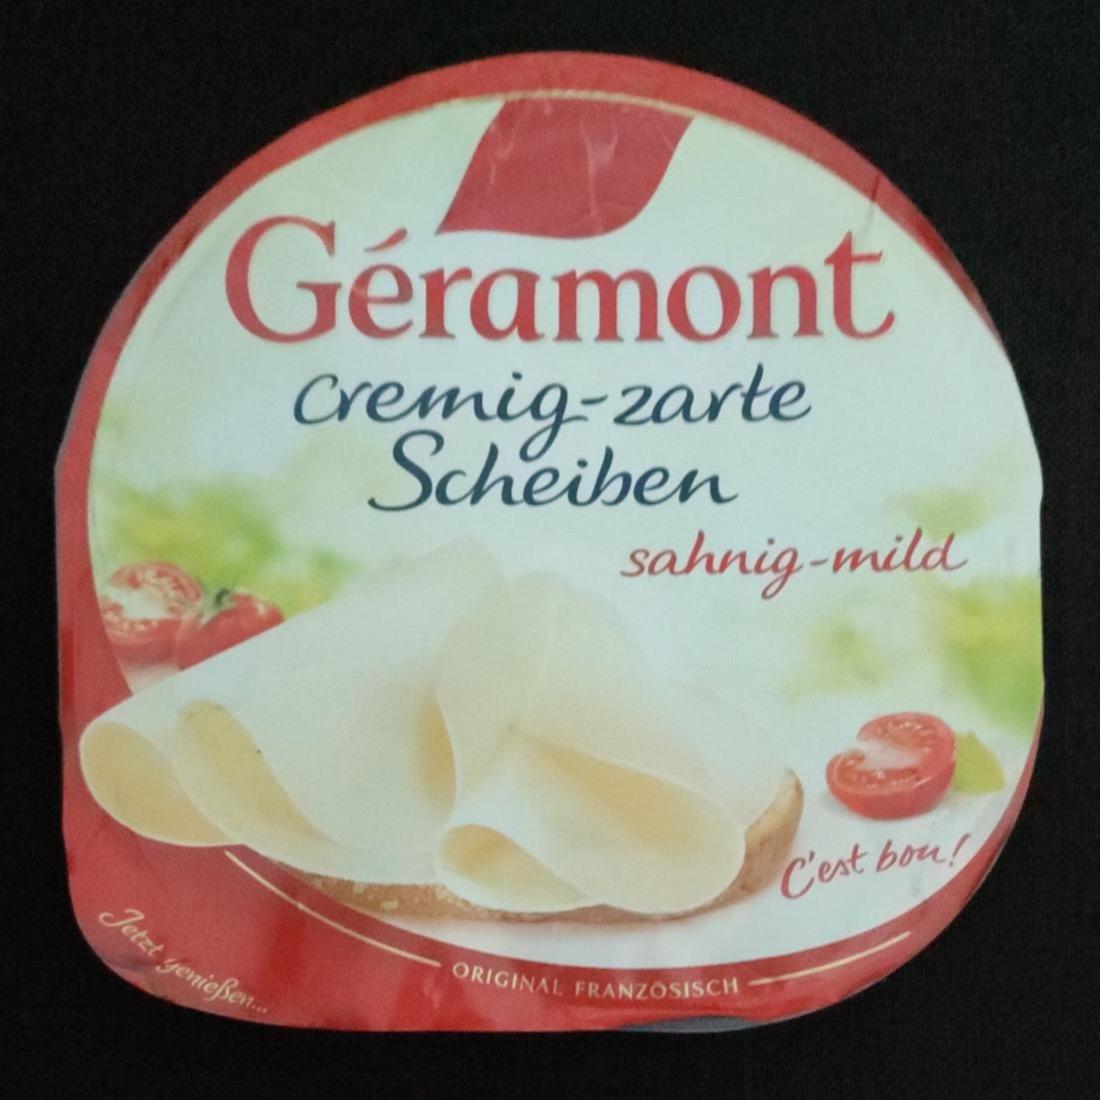 Géramont
cremig-zarte
Scheiben
sahnig-mild
C'est bon!
Jetzt genießen...
ORIGINAL FRANZÖSISCH